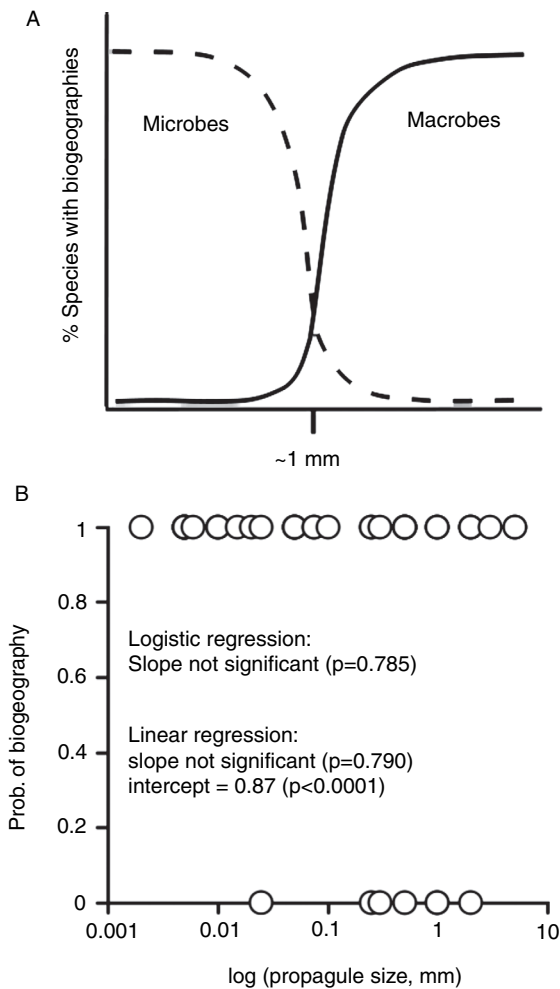 A
% Species with biogeographies
Microbes
Macrobes
~1 mm
B
Prob. of biogeography
1
0.8
0.6
0.4
0.2
0
Logistic regression:
Slope not significant (p=0.785)
Linear regression:
slope not significant (p=0.790)
intercept = 0.87 (p<0.0001)
0.001
0.01
0.1
1
10
log (propagule size, mm)